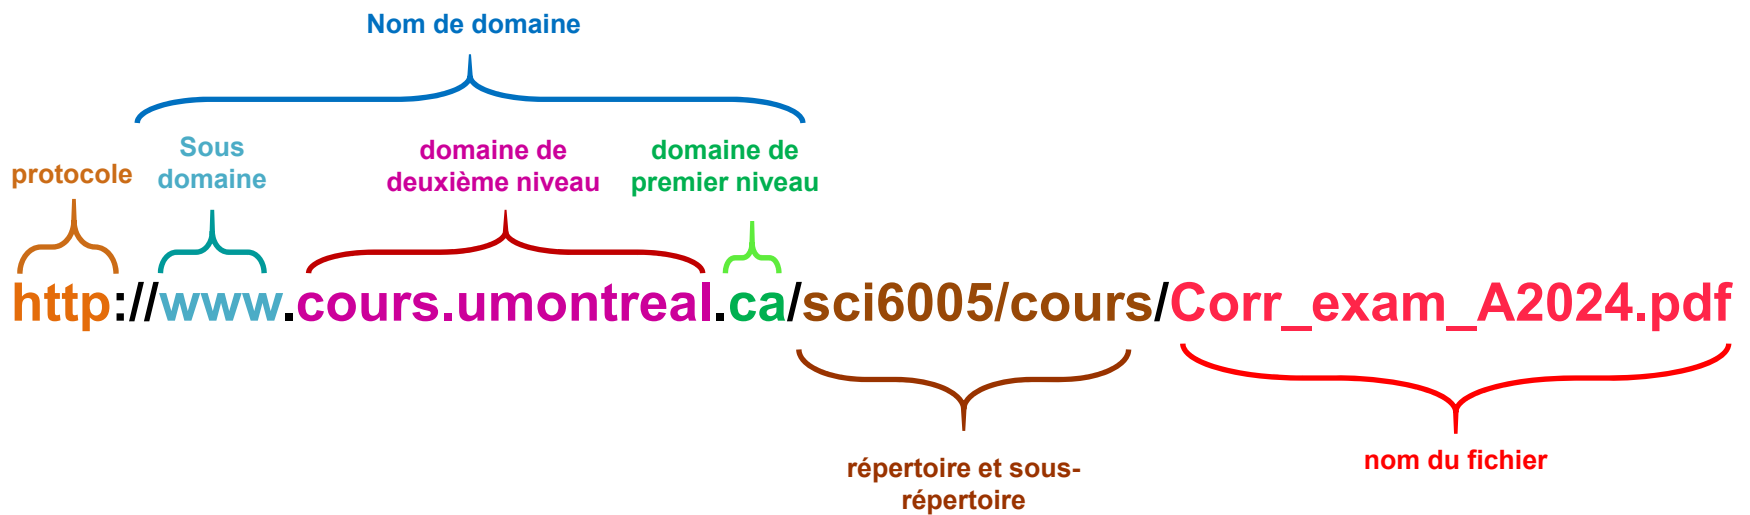 Nom de domaine
protocole
Sous
domaine
domaine de
deuxième niveau
domaine de
premier niveau
http://www.cours.umontreal.ca/sci6005/cours/Corr_exam_A2024.pdf
répertoire et sous-
répertoire
nom du fichier